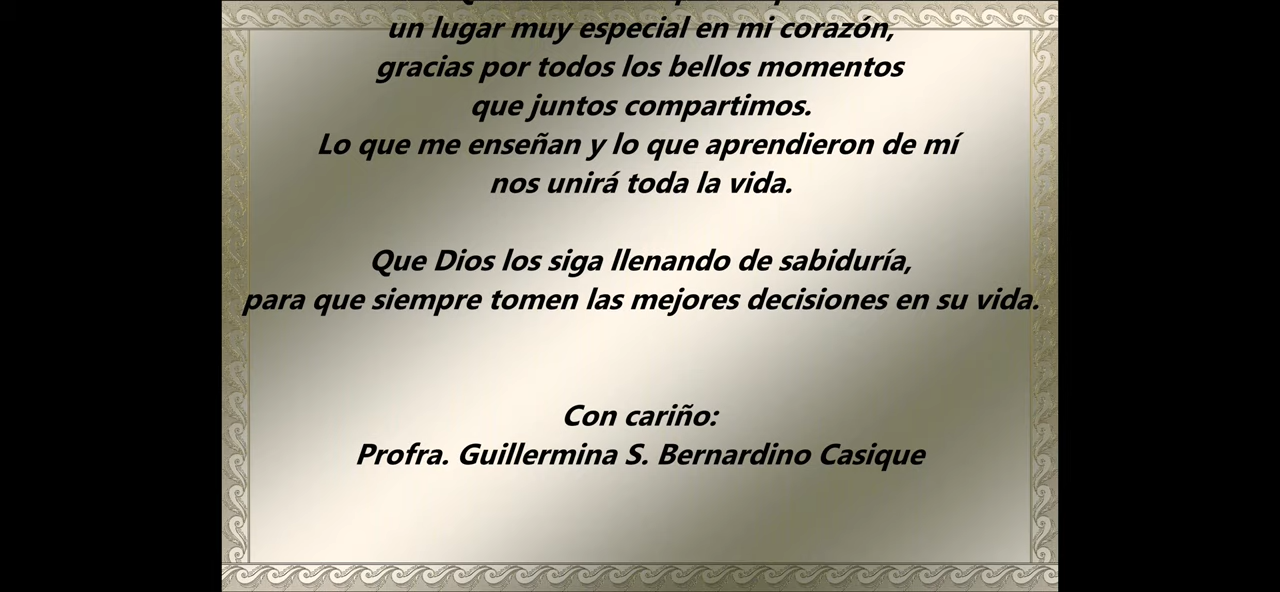 un lugar muy especial en mi corazón,
gracias por todos los bellos momentos
que juntos compartimos.
Lo que me enseñan y lo que aprendieron de mí
nos unirá toda la vida.
Que Dios los siga llenando de sabiduría,
para que siempre tomen las mejores decisiones en su vida.
Con cariño:
Profra. Guillermina S. Bernardino Casique